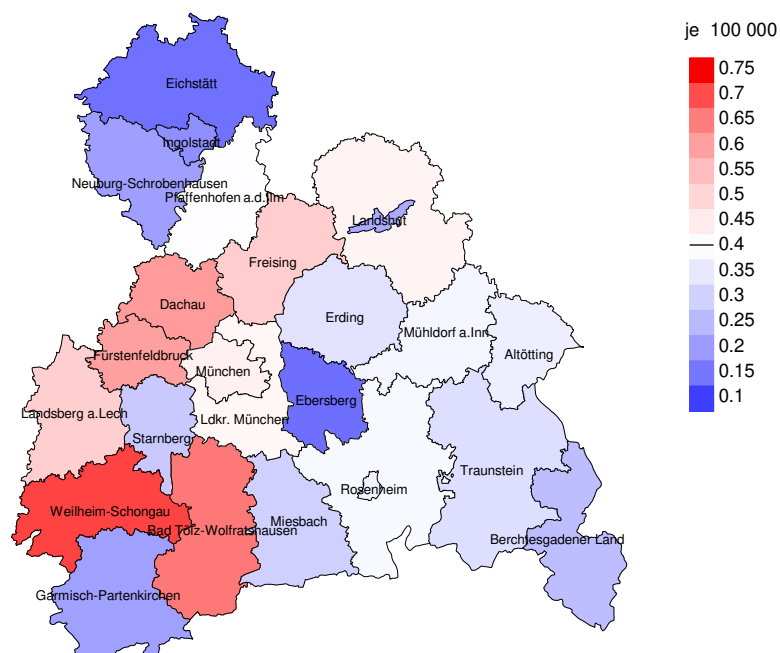 je 100 000
0.75
0.7
0.65
0.6
0.55
0.5
0.45
0.4
0.35
0.3
0.25
0.2
0.15
0.1
Eichstätt
Ingolstadt
Neuburg-Schrobenhausen
Pfaffenhofen a.d.Ilm
Landshut
Freising
Dachau
Erding
Mühldorf a.Inn
Altötting
Fürstenfeldbruck
München
Ebersberg
Landsberg a.Lech
Ldkr. München
Starnberg
Traunstein
Rosenheim
Weilheim-Schongau
Miesbach
Bad Tölz-Wolfratshausen
Berchtesgadener Land
Garmisch-Partenkirchen